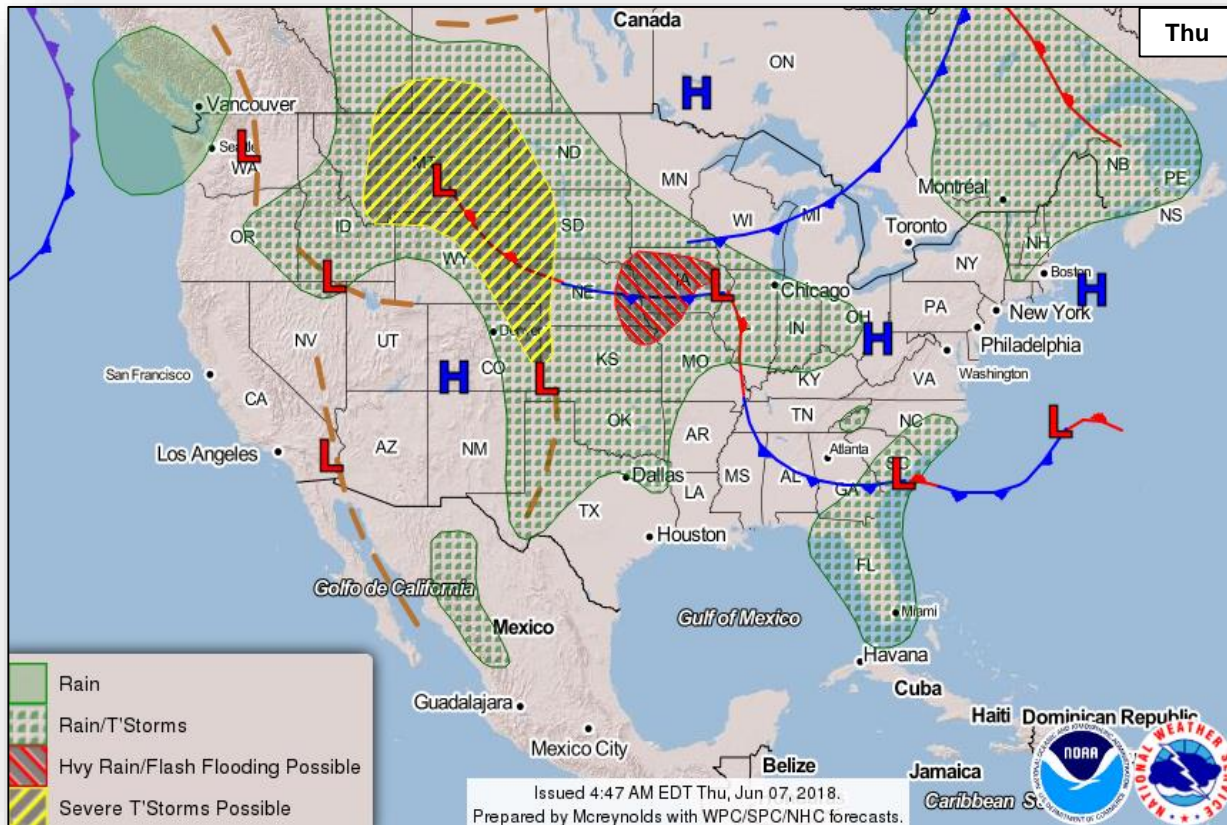 Canada
Thu
ON
H
Vancouver
Seattle
WA
L
MT
L
ND
MN
NB
PE
Montréal
NS
OR
ID
SD
WI
MI
Toronto
NH
WY
NY
Boston
H
L
NE
IA
L
Chicago
PA
New York
NV
UT
Denver
IN
OH
H
Philadelphia
San Francisco
H
CO
L
KS
MO
KY
VA
Washington
CA
TN
NC
L
Los Angeles
L
AZ
NM
OK
AR
Atlanta
SC
L
Dallas
MS
AL
GA
LA
TX
Houston
FL
Golfo de California
Gulf of Mexico
Miami
Mexico
Havana
Cuba
Rain
Rain/T'Storms
Hvy Rain/Flash Flooding Possible
Severe T'Storms Possible
Guadalajara
Mexico City
Haiti
Dominican Republic
Belize
Jamaica
Caribbean
Issued 4:47 AM EDT Thu, Jun 07, 2018.
Prepared by Mcreynolds with WPC/SPC/NHC forecasts.
NOAA
NATIONAL WEATHER SERVICE